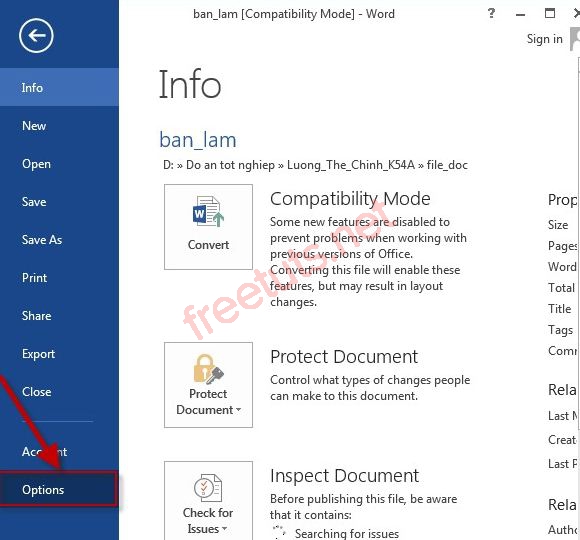 ban_lam [Compatibility Mode] - Word
?
Sign in
Info
New
Open
Save
Save As
Print
Share
Export
Close
Account
Options
Info
ban_lam
D: » Do an tot nghiep » Luong_The_Chinh_K54A » file_doc
Convert
Compatibility Mode
Some new features are disabled to
prevent problems when working with
previous versions of Office.
Converting this file will enable these
features, but may result in layout
changes.
Protect
Document
Protect Document
Control what types of changes people
can make to this document.
Check for
Issues
Inspect Document
Before publishing this file, be aware
that it contains:
Searching for issues
Prop
Size
Pages
Word
Total
Title
Tags
Comm
Rela
Last M
Create
Last P
Rela
Author
freetuts.net